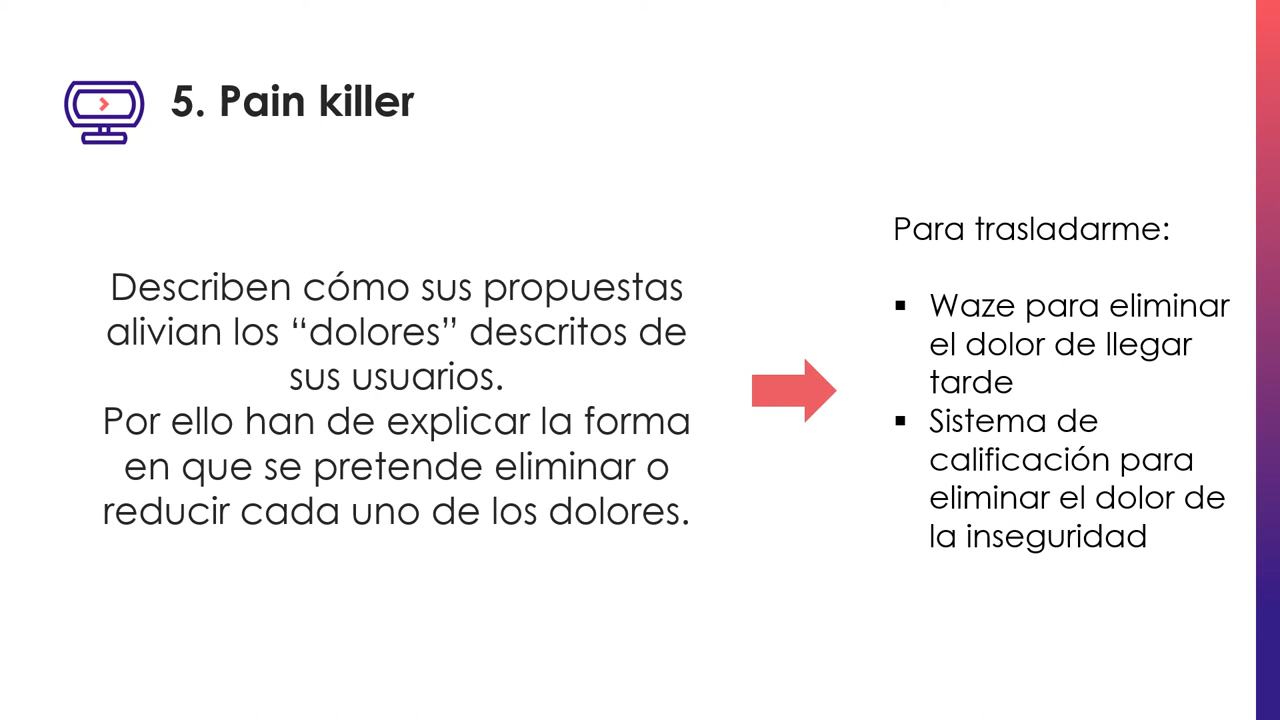 5. Pain killer
Describen cómo sus propuestas
alivian los “dolores” descritos de
sus usuarios.
Por ello han de explicar la forma
en que se pretende eliminar o
reducir cada uno de los dolores.
Para trasladarme:
▪ Waze para eliminar
el dolor de llegar
tarde
▪ Sistema de
calificación para
eliminar el dolor de
la inseguridad